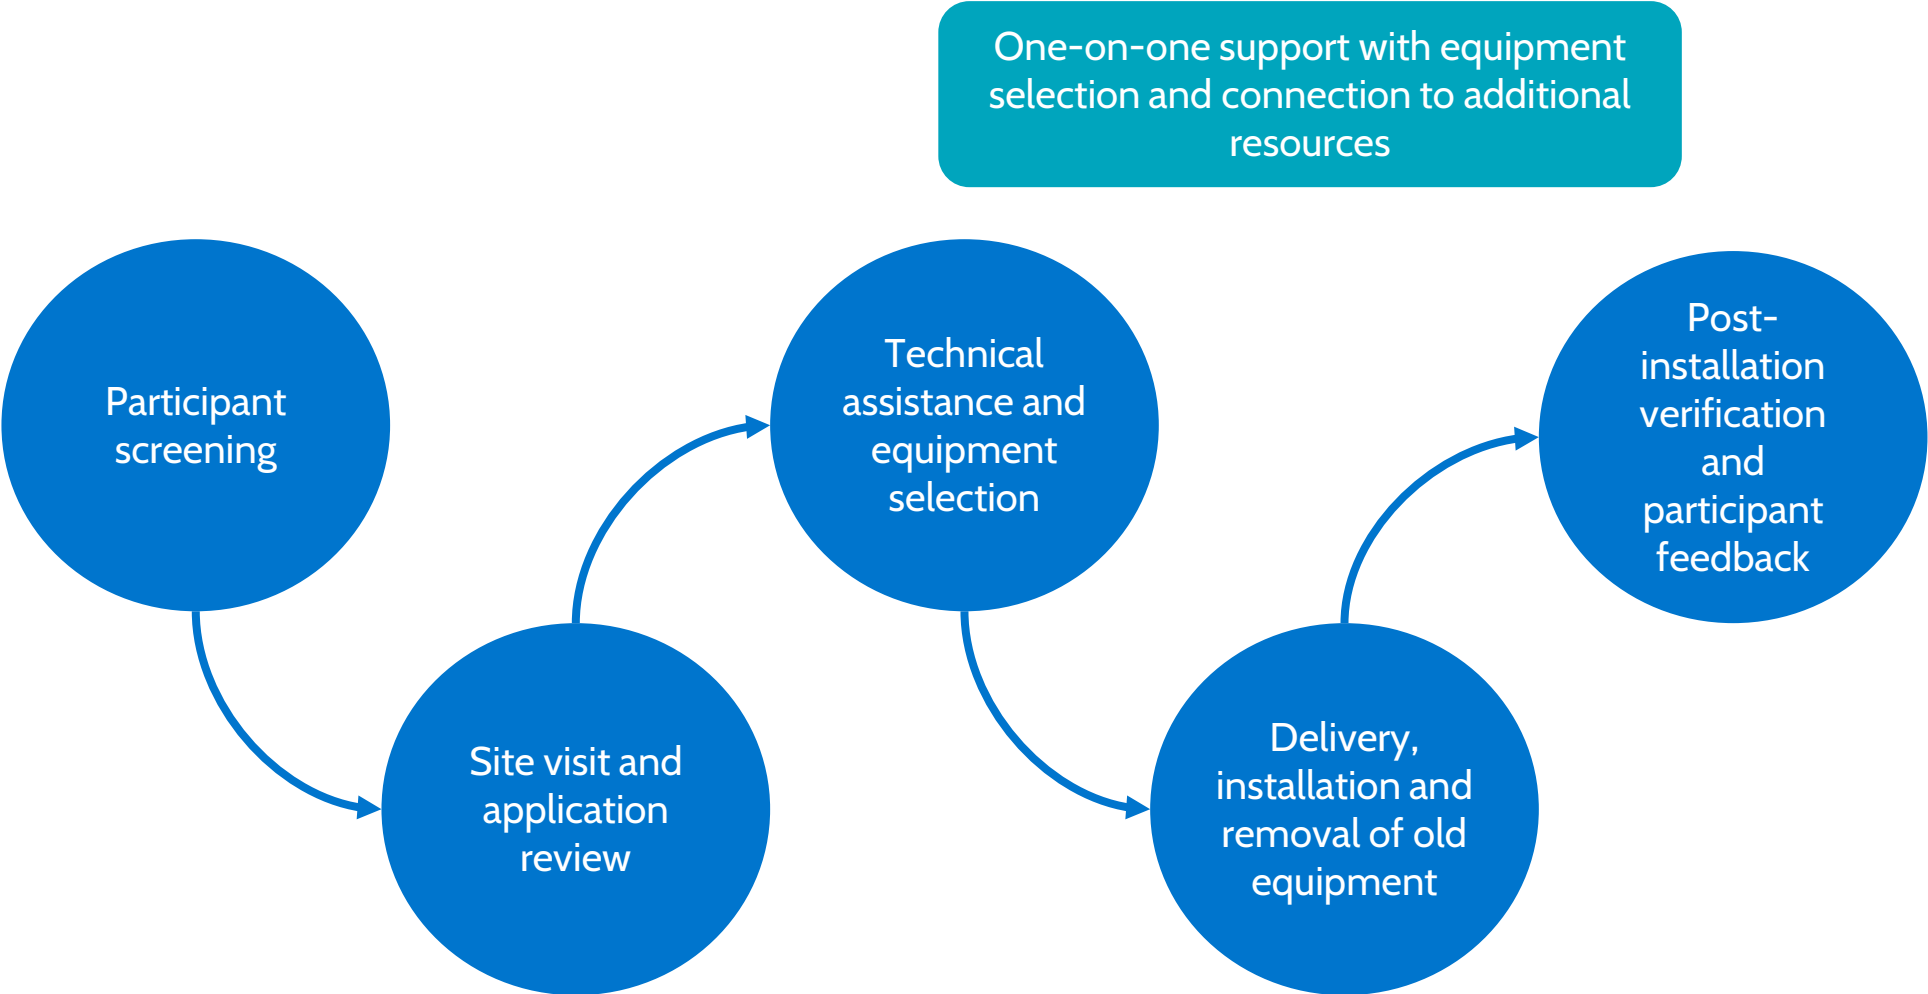 One-on-one support with equipment
selection and connection to additional
resources
Participant
screening
Site visit and
application
review
Technical
assistance and
equipment
selection
Delivery,
installation and
removal of old
equipment
Post-
installation
verification
and
participant
feedback